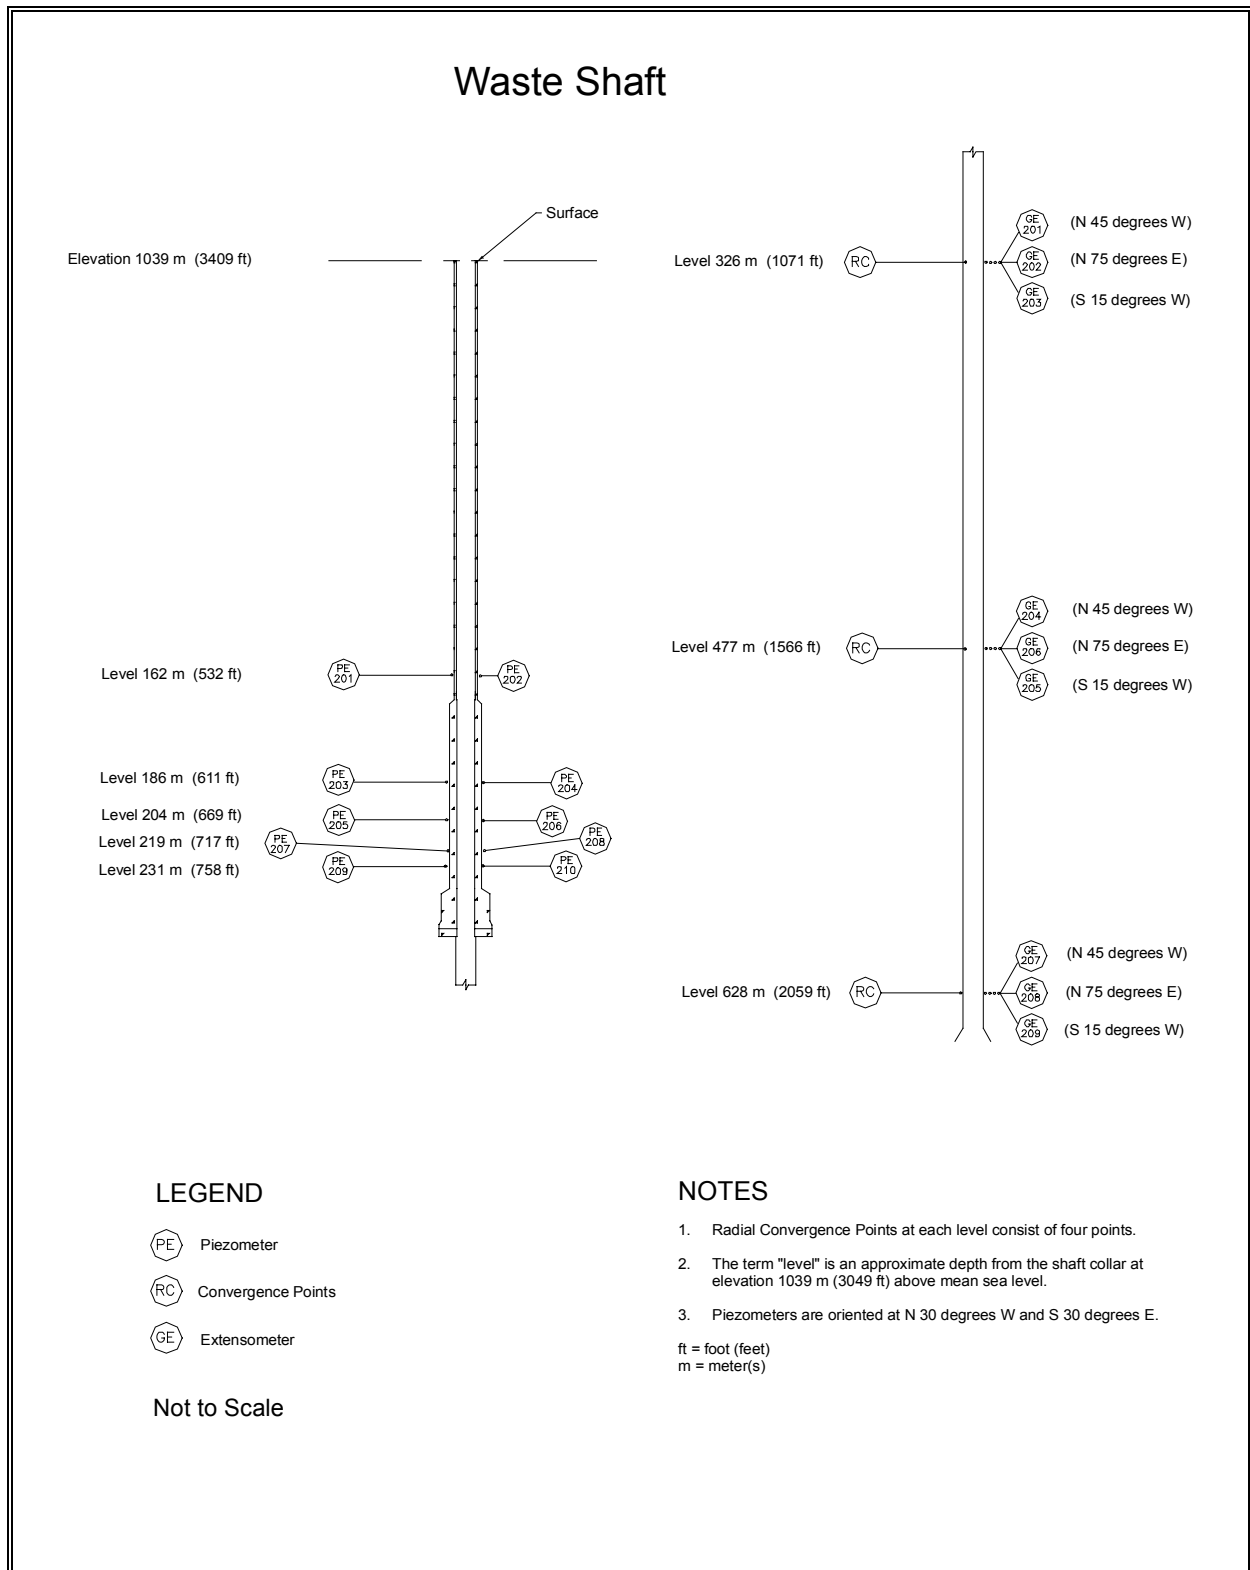 Waste Shaft
Surface
Elevation 1039 m (3409 ft)
Level 162 m (532 ft)
PE
201
PE
202
Level 186 m (611 ft)
PE
203
PE
204
Level 204 m (669 ft)
PE
205
PE
206
Level 219 m (717 ft)
PE
207
PE
208
Level 231 m (758 ft)
PE
209
PE
210
Level 326 m (1071 ft)
RC
GE
201
(N 45 degrees W)
GE
202
(N 75 degrees E)
GE
203
(S 15 degrees W)
Level 477 m (1566 ft)
RC
GE
204
(N 45 degrees W)
GE
206
(N 75 degrees E)
GE
205
(S 15 degrees W)
Level 628 m (2059 ft)
RC
GE
207
(N 45 degrees W)
GE
208
(N 75 degrees E)
GE
209
(S 15 degrees W)
LEGEND
PE Piezometer
RC Convergence Points
GE Extensometer
Not to Scale
NOTES
1. Radial Convergence Points at each level consist of four points.
2. The term "level" is an approximate depth from the shaft collar at
elevation 1039 m (3049 ft) above mean sea level.
3. Piezometers are oriented at N 30 degrees W and S 30 degrees E.
ft = foot (feet)
m = meter(s)